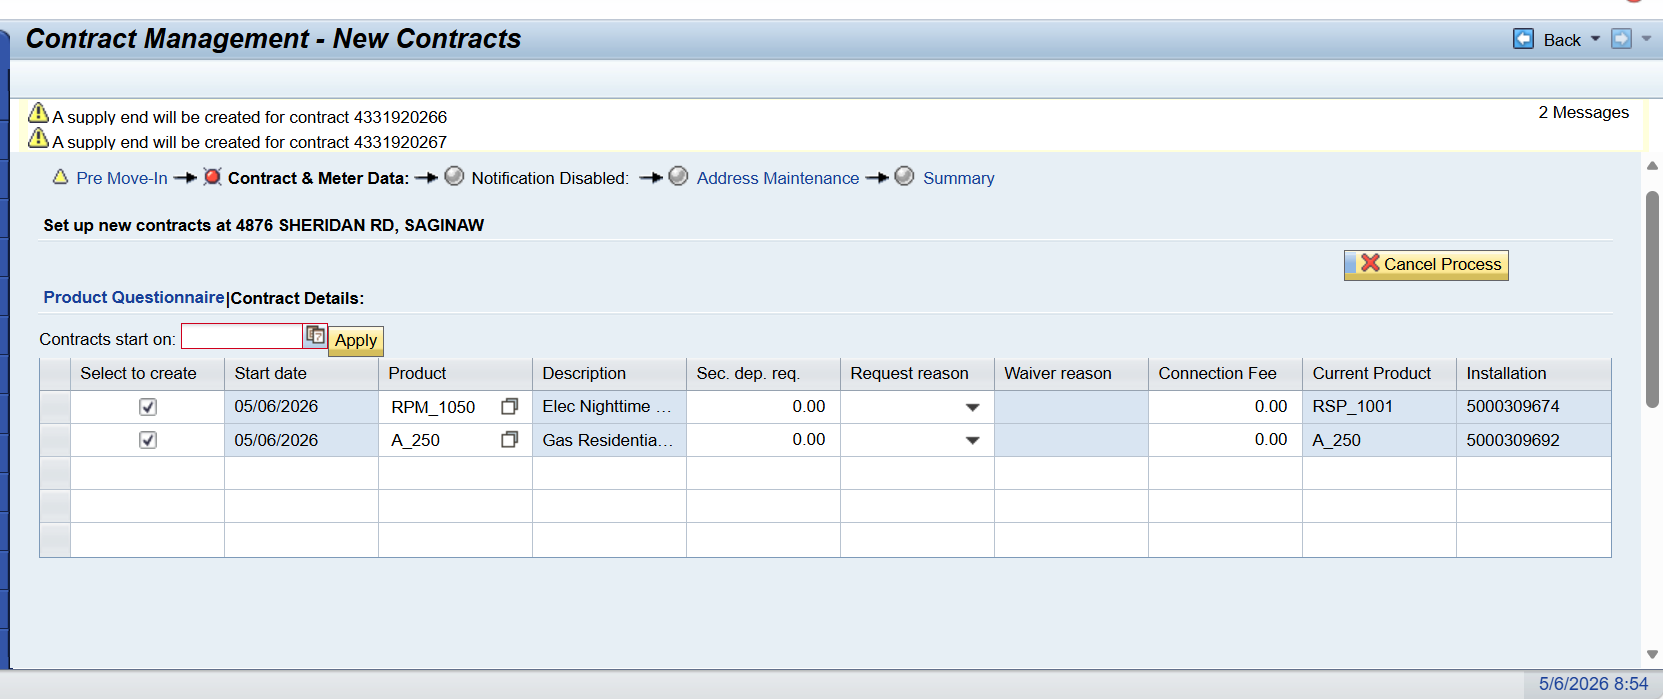 Contract Management - New Contracts
Back
A supply end will be created for contract 4331920266
2 Messages
A supply end will be created for contract 4331920267
Pre Move-In Contract & Meter Data: Notification Disabled: Address Maintenance Summary
Set up new contracts at 4876 SHERIDAN RD, SAGINAW
Cancel Process
Product Questionnaire|Contract Details:
Contracts start on: Apply
Select to create Start date Product Description Sec. dep. req. Request reason Waiver reason Connection Fee Current Product Installation
05/06/2026 RPM_1050 Elec Nighttime ... 0.00 0.00 RSP_1001 5000309674
05/06/2026 A_250 Gas Residentia... 0.00 0.00 A_250 5000309692
5/6/2026 8:54